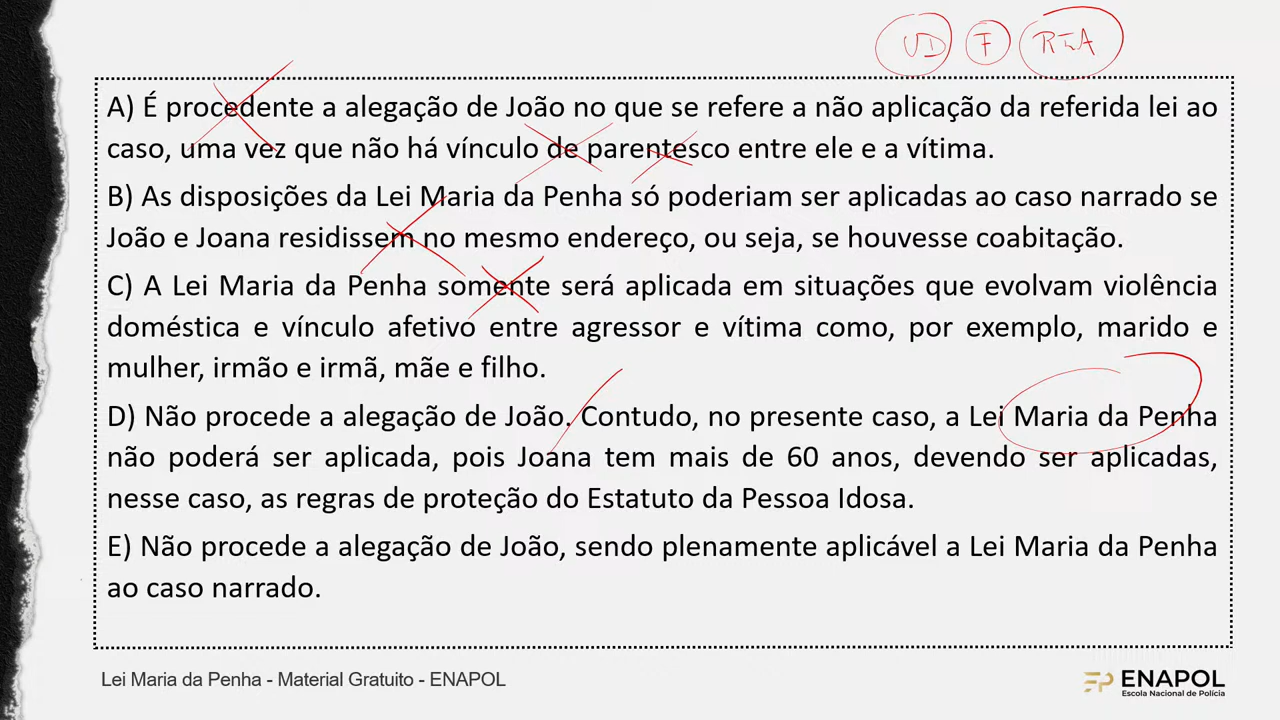 UD F RIA
A) É procedente a alegação de João no que se refere a não aplicação da referida lei ao
caso, uma vez que não há vínculo de parentesco entre ele e a vítima.
B) As disposições da Lei Maria da Penha só poderiam ser aplicadas ao caso narrado se
João e Joana residissem no mesmo endereço, ou seja, se houvesse coabitação.
C) A Lei Maria da Penha somente será aplicada em situações que evolvam violência
doméstica e vínculo afetivo entre agressor e vítima como, por exemplo, marido e
mulher, irmão e irmã, mãe e filho.
D) Não procede a alegação de João. Contudo, no presente caso, a Lei Maria da Penha
não poderá ser aplicada, pois Joana tem mais de 60 anos, devendo ser aplicadas,
nesse caso, as regras de proteção do Estatuto da Pessoa Idosa.
E) Não procede a alegação de João, sendo plenamente aplicável a Lei Maria da Penha
ao caso narrado.
Lei Maria da Penha - Material Gratuito - ENAPOL
ENAPOL
Escola Nacional de Polícia